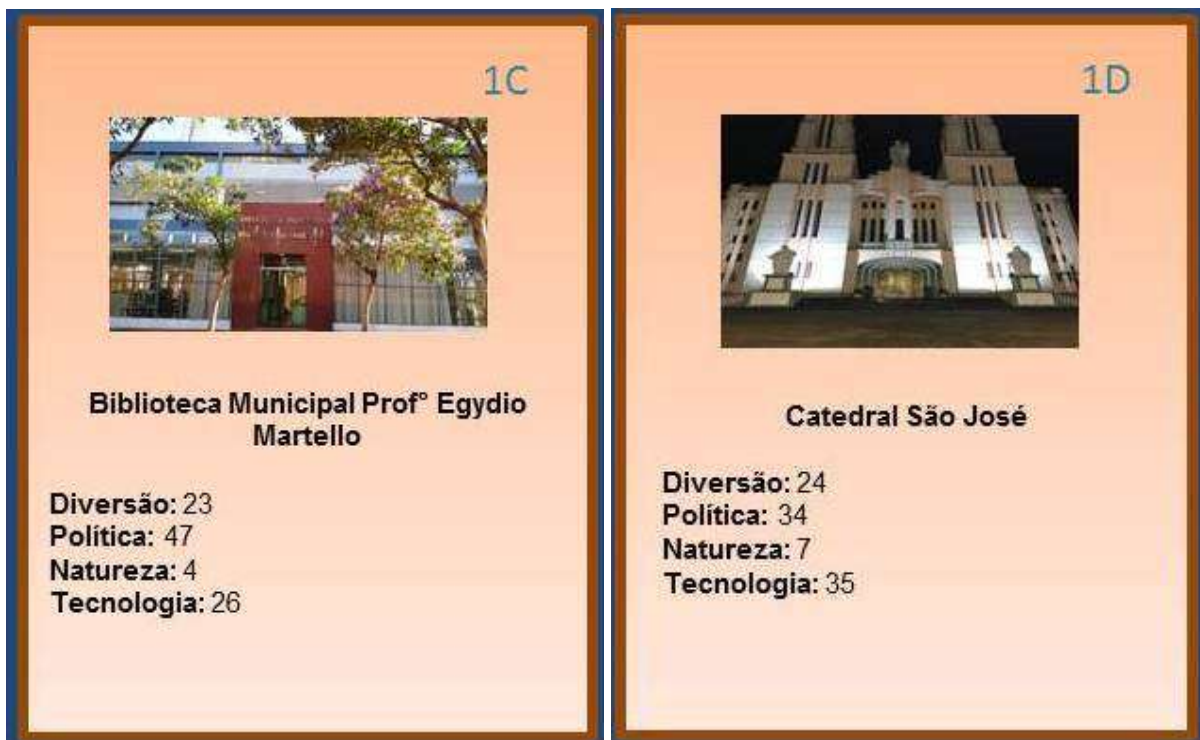 1C
Biblioteca Municipal Prof° Egydio
Martello
Diversão: 23
Política: 47
Natureza: 4
Tecnologia: 26
1D
Catedral São José
Diversão: 24
Política: 34
Natureza: 7
Tecnologia: 35